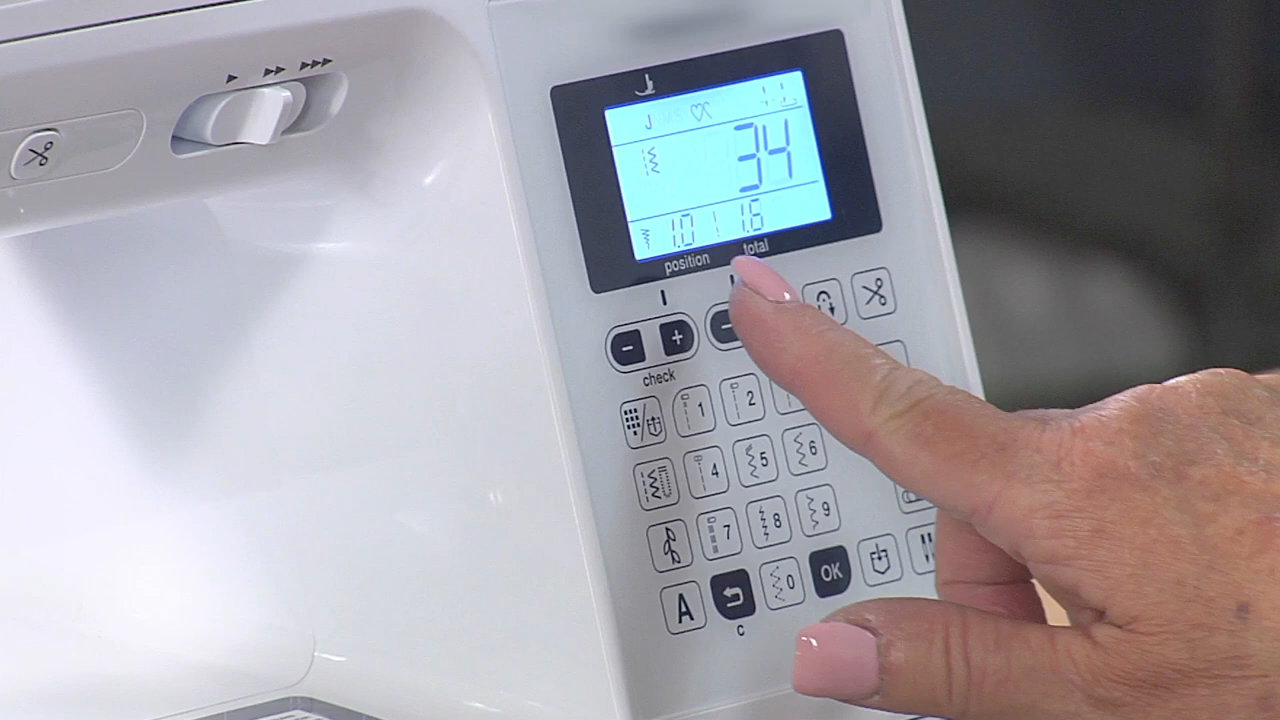 J
34
1.0 1.6
position total
- + -
check
1 2
4 5 6
7 8 9
A 0 OK
C